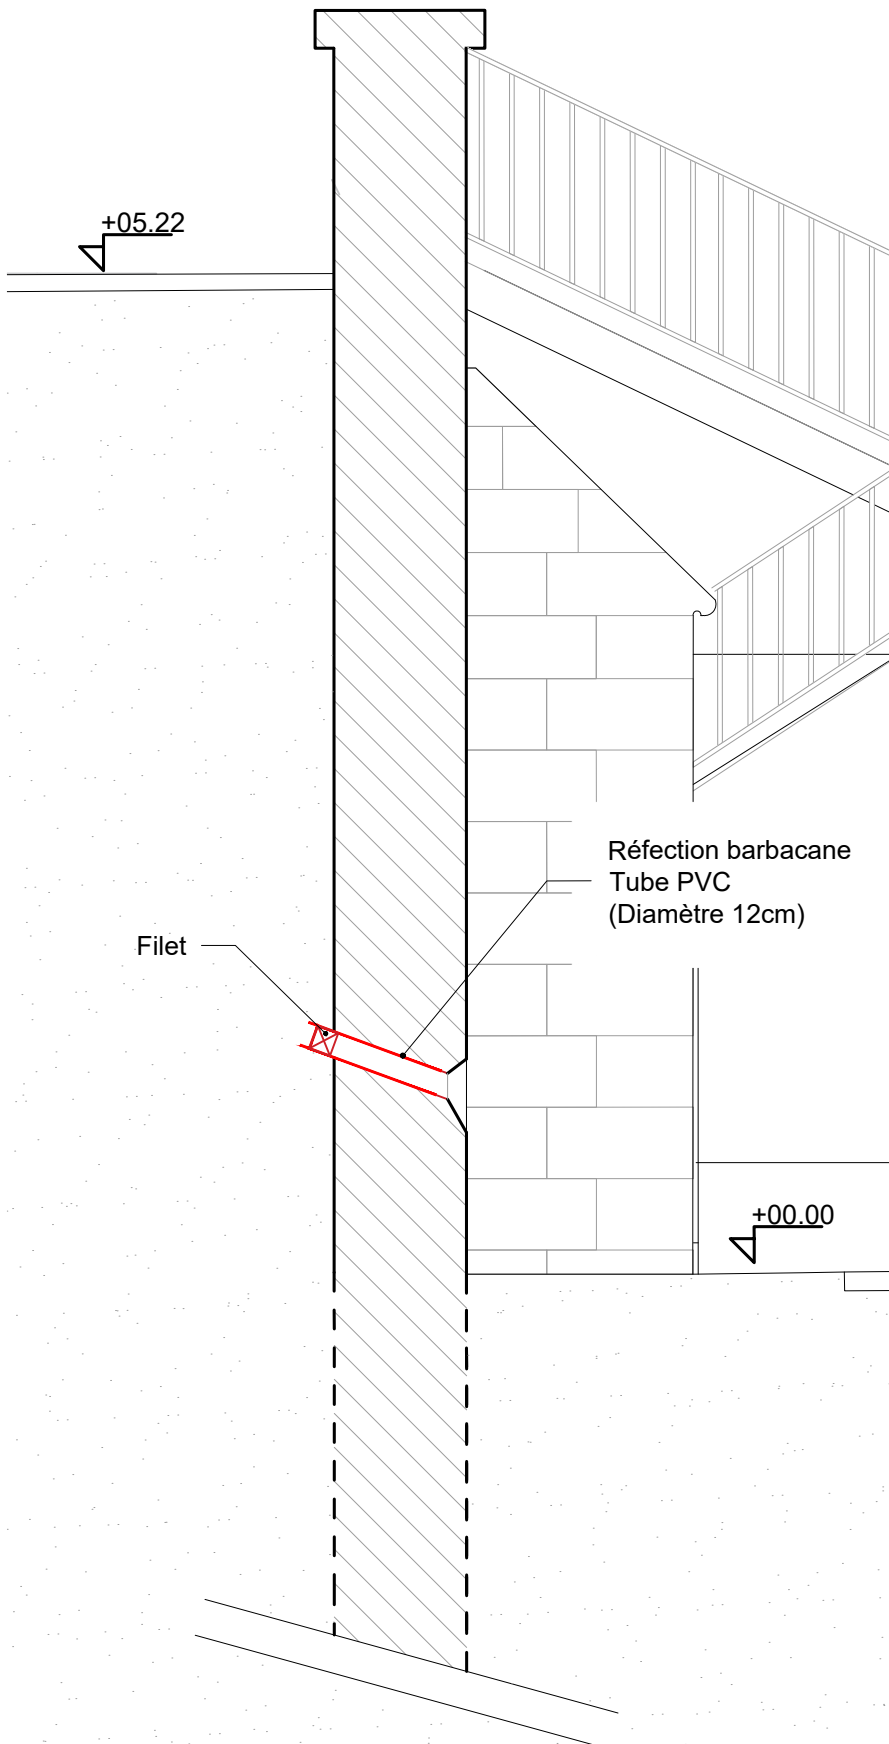 +05.22
Réfection barbacane
Tube PVC
(Diamètre 12cm)
Filet
+00.00